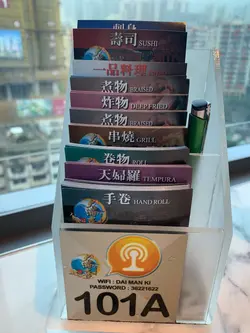 刺身
壽司 SUSHI
一品料理
煮物 BRAISED
炸物 DEEP FRIED
煮物 BRAISED
串燒 GRILL
卷物 ROLL
天婦羅 TEMPURA
手卷 HAND ROLL
WIFI : DAI MAN KI
PASSWORD : 36221622
101A